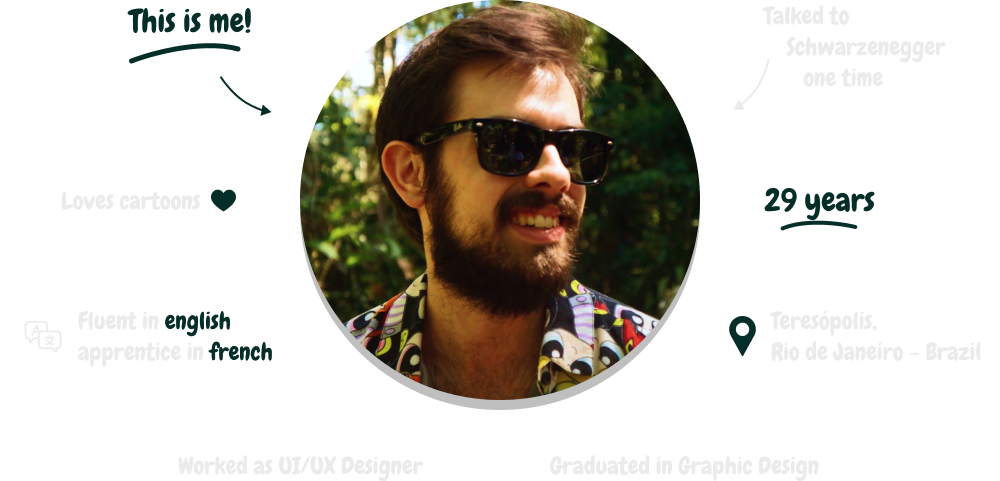 This is me!
Talked to
Schwarzenegger
one time
Loves cartoons
29 years
Fluent in english
apprentice in french
Teresópolis,
Rio de Janeiro - Brazil
Worked as UI/UX Designer
Graduated in Graphic Design